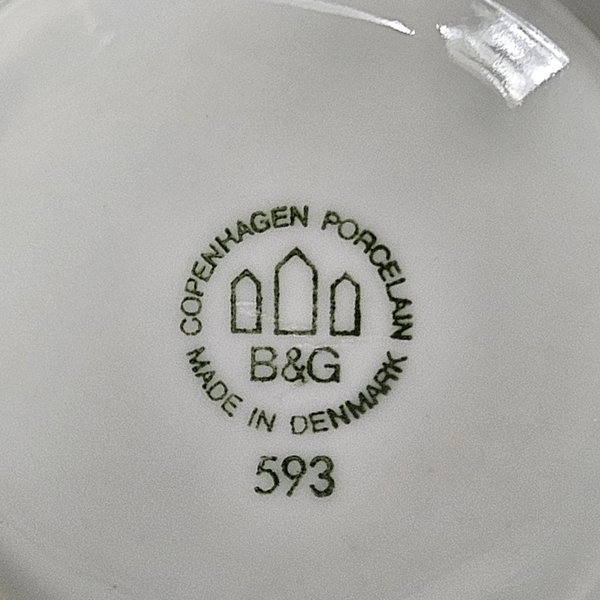 COPENHAGEN PORCELAIN
B&G
MADE IN DENMARK
593